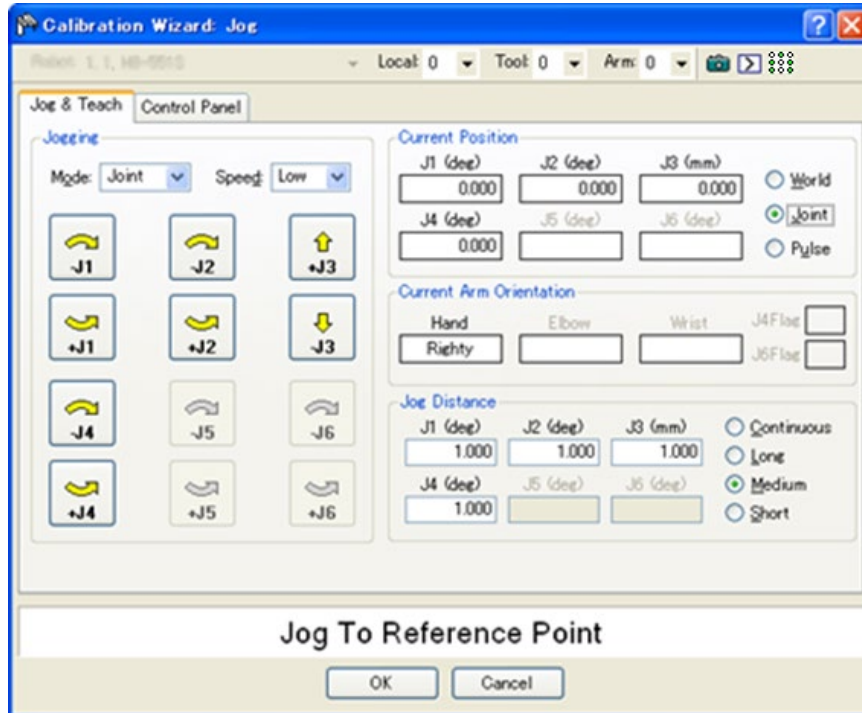 Calibration Wizard: Jog
Robot: 1, 1, Local: 0 Tool: 0 Arm: 0
Jog & Teach Control Panel
Jogging
Mode: Joint Speed: Low
-J1 -J2 +J3
+J1 +J2 -J3
-J4 -J5 -J6
+J4 +J5 +J6
Current Position
J1 (deg) J2 (deg) J3 (mm)
0.000 0.000 0.000 World
J4 (deg) J5 (deg) J6 (deg) Joint
0.000 Pulse
Current Arm Orientation
Hand Elbow Wrist J4Flag
Righty J6Flag
Jog Distance
J1 (deg) J2 (deg) J3 (mm) Continuous
1.000 1.000 1.000 Long
J4 (deg) J5 (deg) J6 (deg) Medium
1.000 Short
Jog To Reference Point
OK Cancel